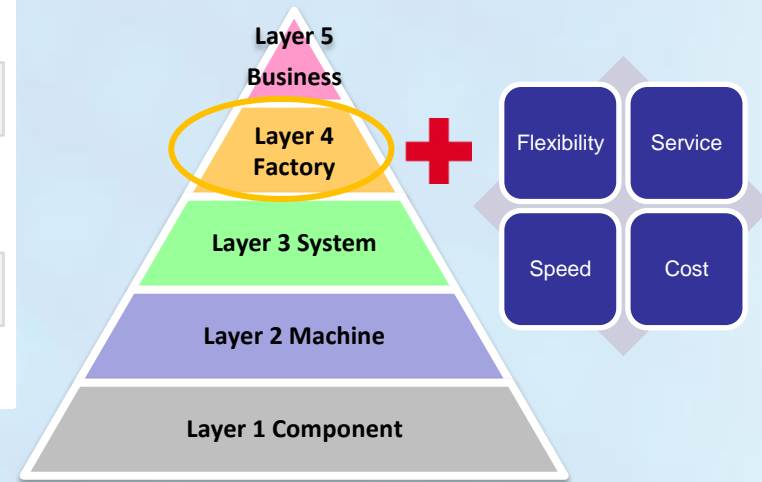 Layer 5
Business
Layer 4
Factory
Layer 3 System
Layer 2 Machine
Layer 1 Component
Flexibility
Service
Speed
Cost